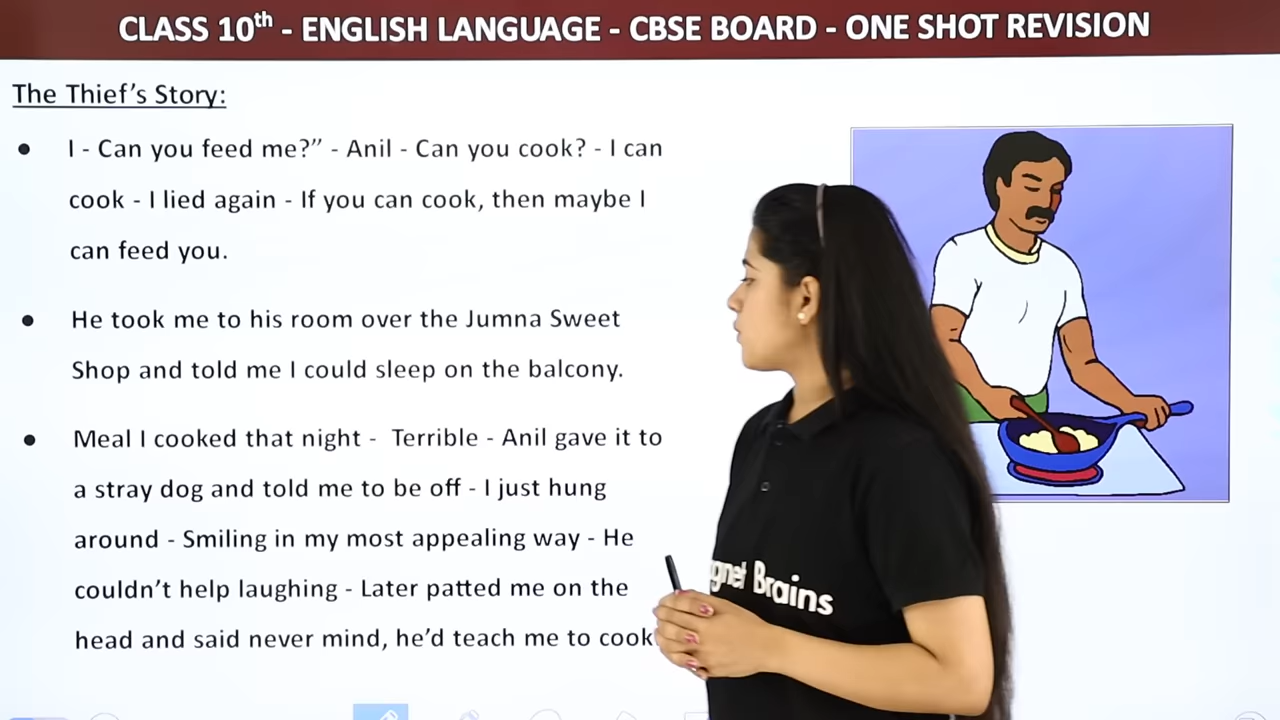 CLASS 10th - ENGLISH LANGUAGE - CBSE BOARD - ONE SHOT REVISION
The Thief's Story:
I - Can you feed me?” - Anil - Can you cook? - I can
cook - I lied again - If you can cook, then maybe I
can feed you.
He took me to his room over the Jumna Sweet
Shop and told me I could sleep on the balcony.
Meal I cooked that night - Terrible - Anil gave it to
a stray dog and told me to be off - I just hung
around - Smiling in my most appealing way - He
couldn't help laughing - Later patted me on the
head and said never mind, he'd teach me to cook
Brains